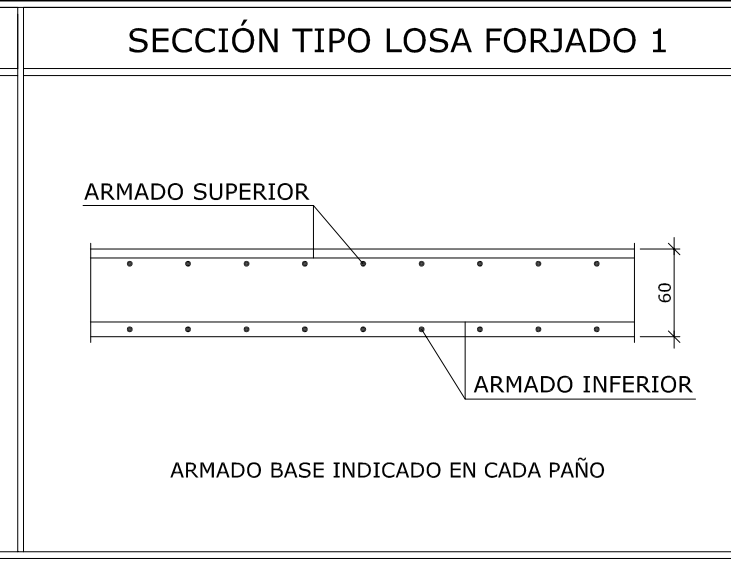 SECCIÓN TIPO LOSA FORJADO 1
ARMADO SUPERIOR
60
ARMADO INFERIOR
ARMADO BASE INDICADO EN CADA PAÑO